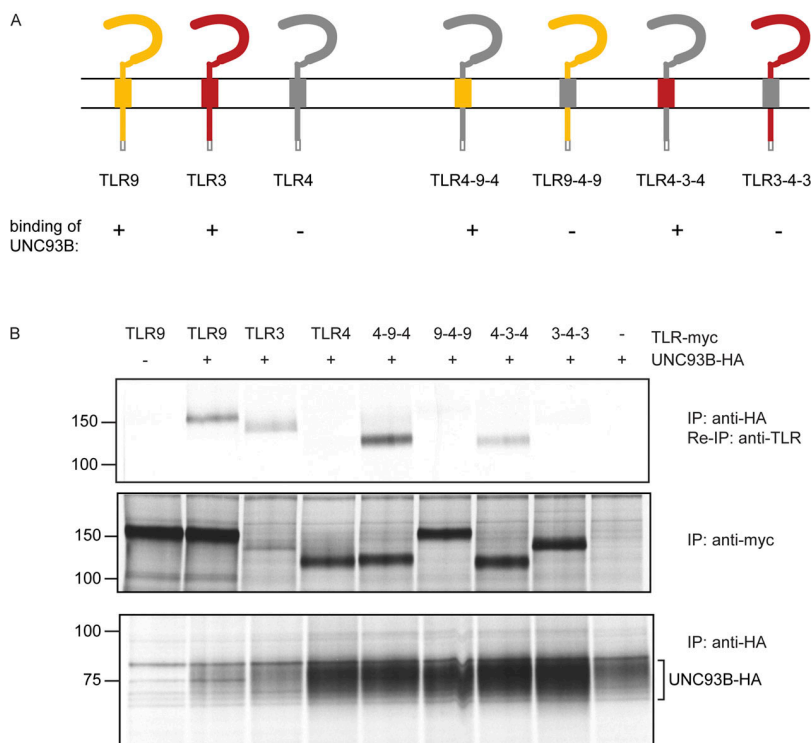 A
TLR9 TLR3 TLR4 TLR4-9-4 TLR9-4-9 TLR4-3-4 TLR3-4-3
binding of
UNC93B: + + - + - + -
B
TLR9 TLR9 TLR3 TLR4 4-9-4 9-4-9 4-3-4 3-4-3 - TLR-myc
- + + + + + + + + UNC93B-HA
150
100
IP: anti-HA
Re-IP: anti-TLR
150
100
IP: anti-myc
100
75
IP: anti-HA
UNC93B-HA